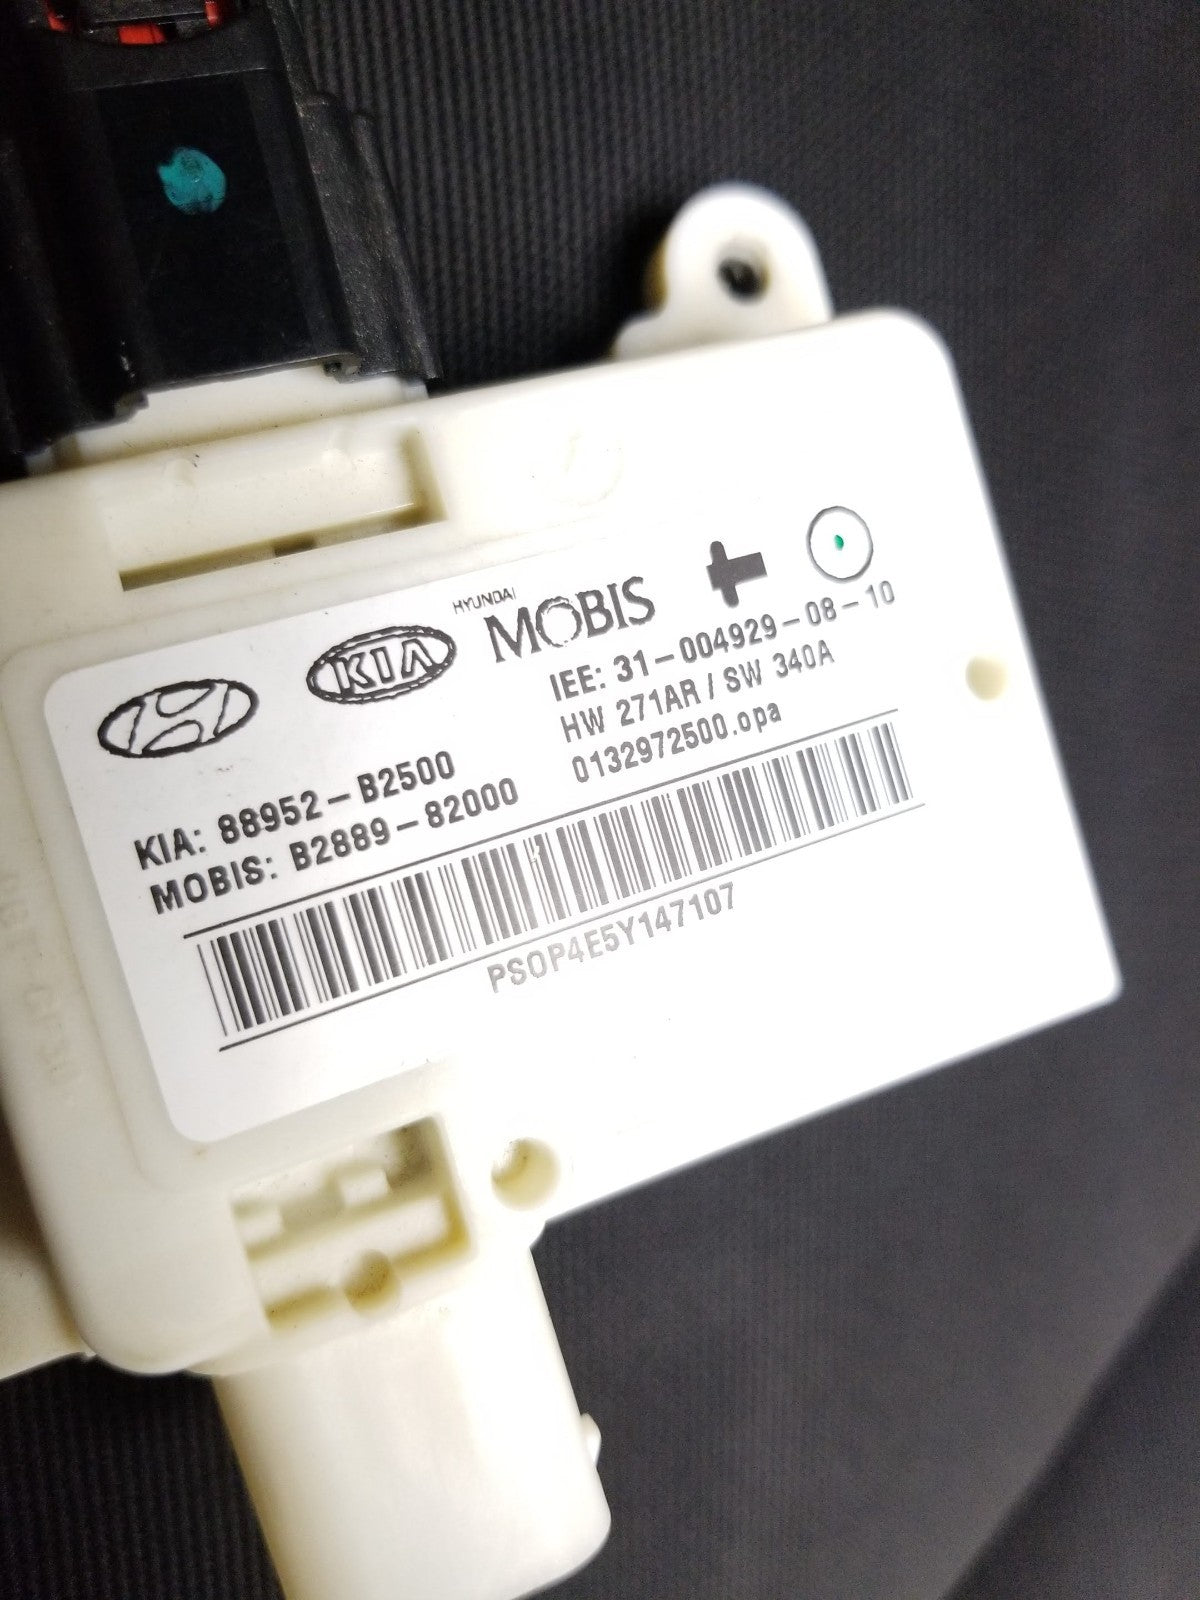 KIA
HYUNDAI
MOBIS
IEE: 31-004929-08-10
HW 271AR / SW 340A
0132972500.opa
KIA: 88952-B2500
MOBIS: B2889-82000
PSOP4E5Y147107